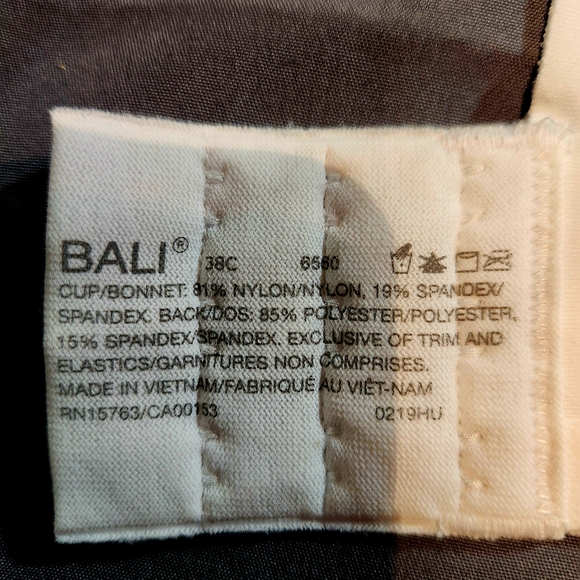 BALI® 38C 6560
CUP/BONNET: 81% NYLON/NYLON, 19% SPANDEX/
SPANDEX. BACK/DOS: 85% POLYESTER/POLYESTER,
15% SPANDEX/SPANDEX. EXCLUSIVE OF TRIM AND
ELASTICS/GARNITURES NON COMPRISES.
MADE IN VIETNAM/FABRIQUÉ AU VIÊT-NAM
RN15763/CA00153 0219HU